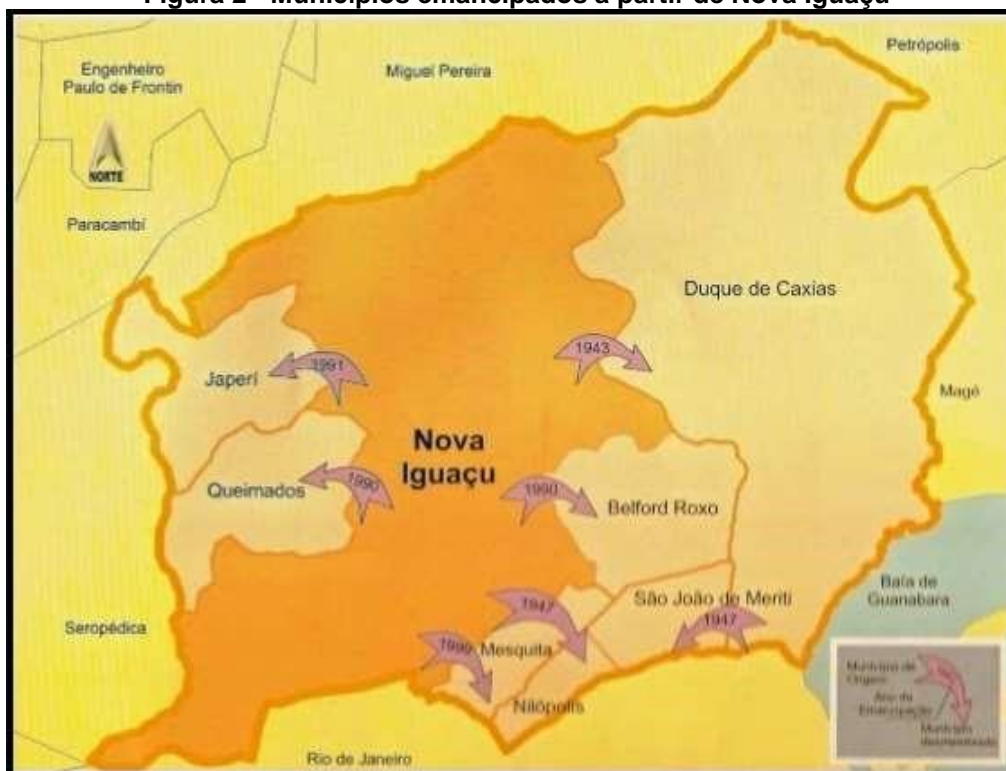 Figura 2 - Municípios emancipados a partir de Nova Iguaçu
Petrópolis
Engenheiro
Paulo de Frontin
Miguel Pereira
NORTE
Paracambí
Duque de Caxias
1943
Japerí
1991
Magé
Nova
Iguaçu
Queimados
1990
1990
Belford Roxo
Baía de
Guanabara
São João de Meriti
1947
1947
Seropédica
1999
Mesquita
Nilópolis
Rio de Janeiro
Município de
Origem
Ano da
Emancipação
Município
desmembrado